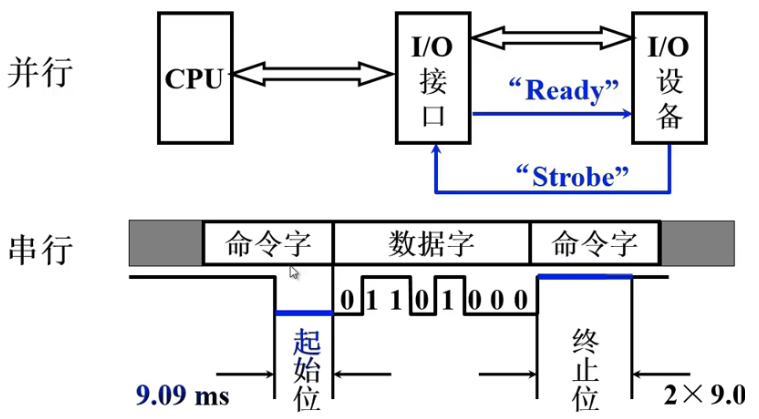 并行
CPU
I/O
接
口
I/O
设
备
“Ready”
“Strobe”
串行
命令字 数据字 命令字
0 1 1 0 1 0 0 0
起
始
位
终
止
位
9.09 ms
2×9.0